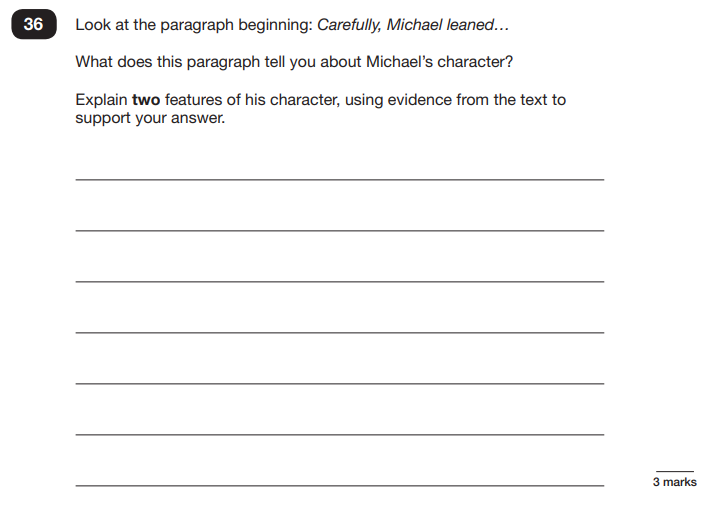 36 Look at the paragraph beginning: Carefully, Michael leaned…
What does this paragraph tell you about Michael’s character?
Explain two features of his character, using evidence from the text to
support your answer.
3 marks